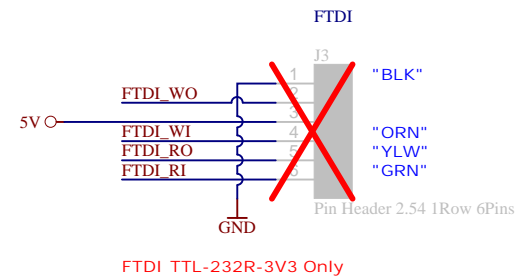 FTDI
J3
1
"BLK"
FTDI_WO
2
3
5V
FTDI_WI
4
"ORN"
FTDI_RO
5
"YLW"
FTDI_RI
6
"GRN"
Pin Header 2.54 1Row 6Pins
GND
FTDI TTL-232R-3V3 Only